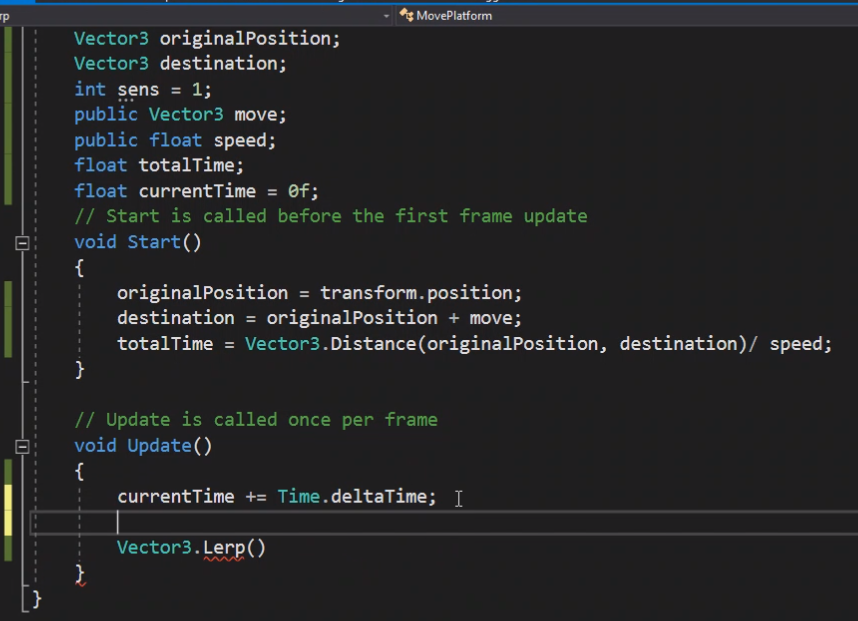 rp
MovePlatform
Vector3 originalPosition;
Vector3 destination;
int sens = 1;
public Vector3 move;
public float speed;
float totalTime;
float currentTime = 0f;
// Start is called before the first frame update
void Start()
{
originalPosition = transform.position;
destination = originalPosition + move;
totalTime = Vector3.Distance(originalPosition, destination)/ speed;
}
// Update is called once per frame
void Update()
{
currentTime += Time.deltaTime;
Vector3.Lerp()
}
}